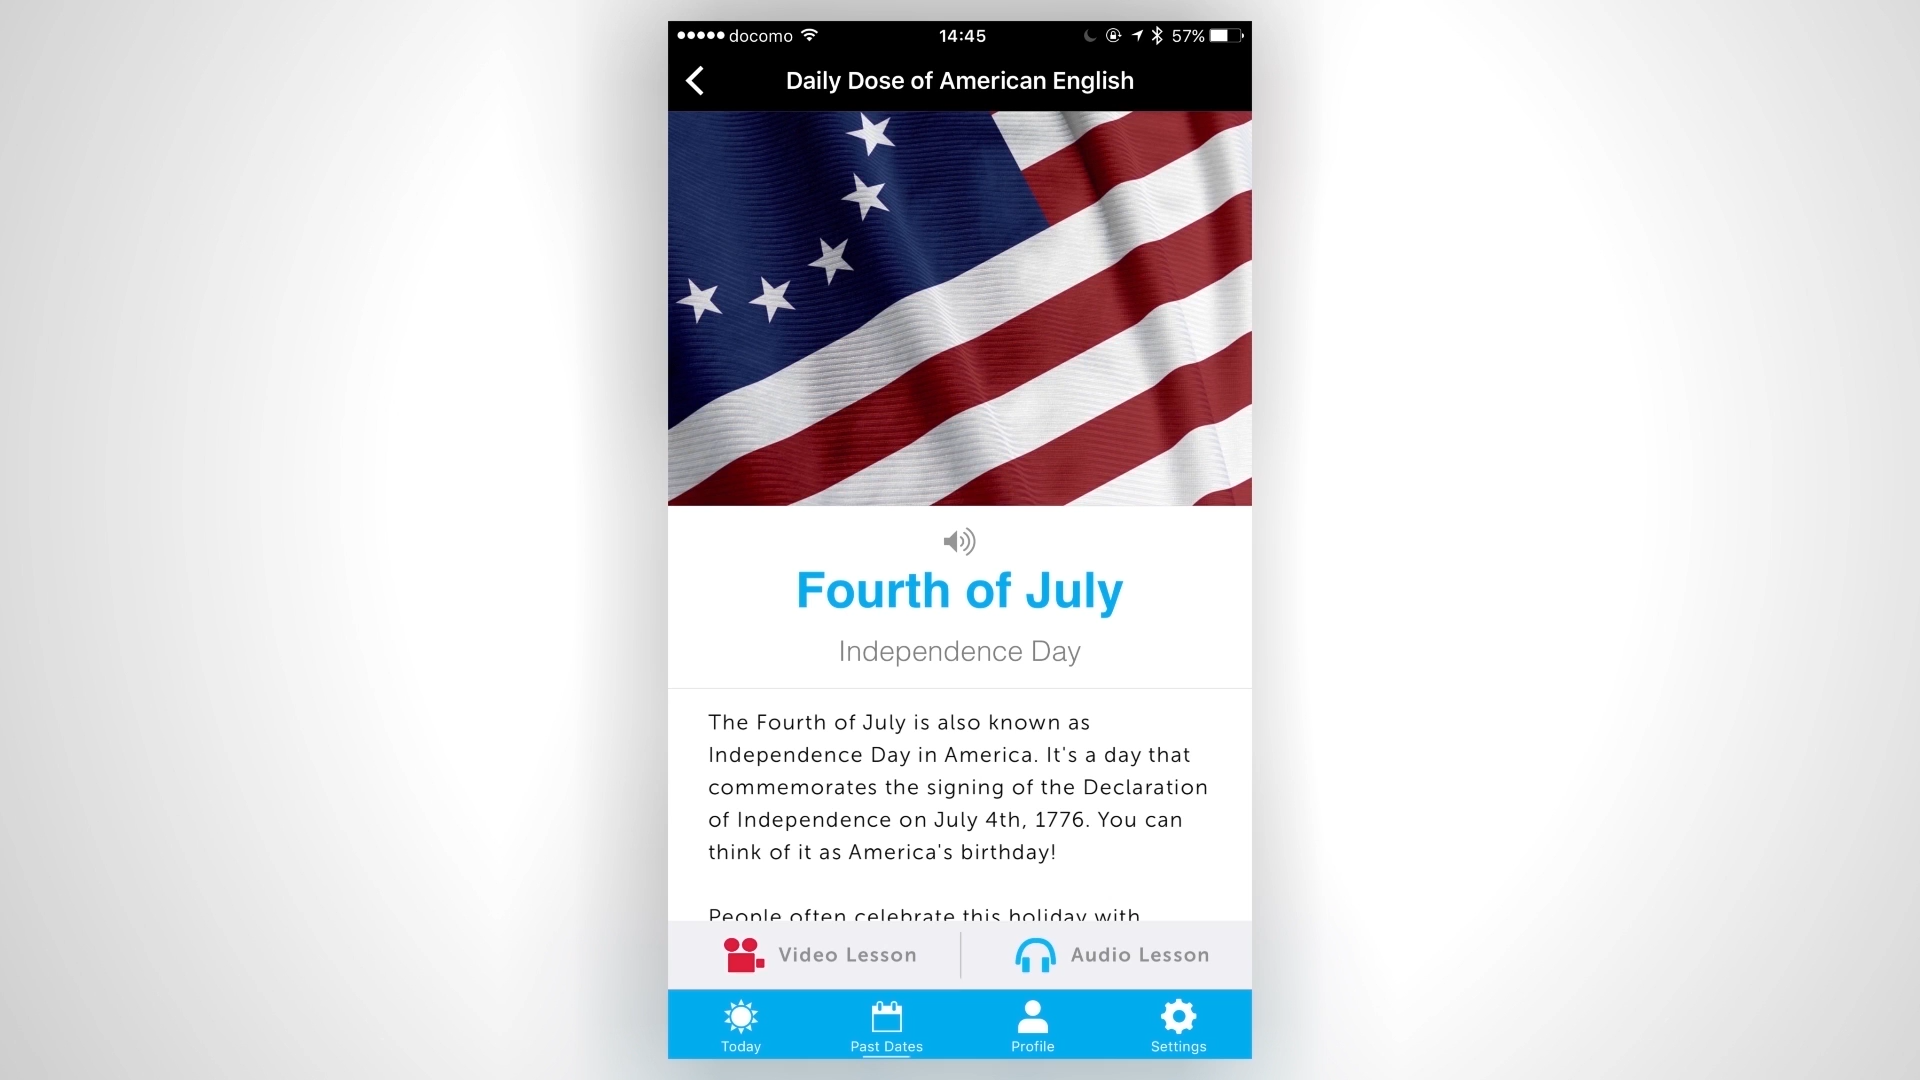 docomo 14:45 57%
Daily Dose of American English
Fourth of July
Independence Day
The Fourth of July is also known as
Independence Day in America. It's a day that
commemorates the signing of the Declaration
of Independence on July 4th, 1776. You can
think of it as America's birthday!
People often celebrate this holiday with
Video Lesson Audio Lesson
Today Past Dates Profile Settings